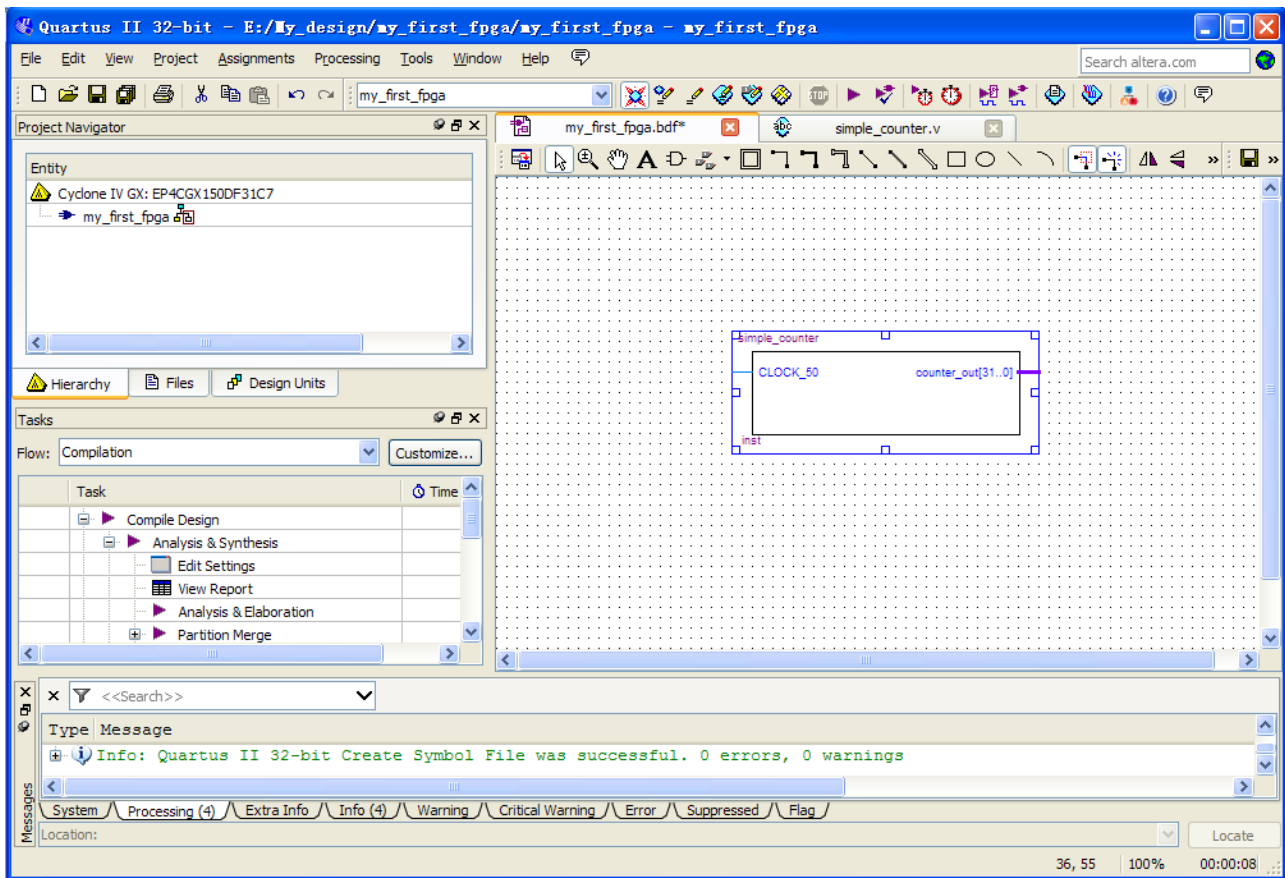 Quartus II 32-bit - E:/My_design/my_first_fpga/my_first_fpga - my_first_fpga
File Edit View Project Assignments Processing Tools Window Help
Search altera.com
my_first_fpga
STOP
Project Navigator
my_first_fpga.bdf*
abc
simple_counter.v
A
»
»
Entity
Cyclone IV GX: EP4CGX150DF31C7
my_first_fpga
Hierarchy Files Design Units
simple_counter
CLOCK_50 counter_out[31..0]
inst
Tasks
Flow: Compilation Customize...
Task Time
Compile Design
Analysis & Synthesis
Edit Settings
View Report
Analysis & Elaboration
Partition Merge
<<Search>>
Type Message
Info: Quartus II 32-bit Create Symbol File was successful. 0 errors, 0 warnings
Messages
System Processing (4) Extra Info Info (4) Warning Critical Warning Error Suppressed Flag
Location: Locate
36, 55 100% 00:00:08